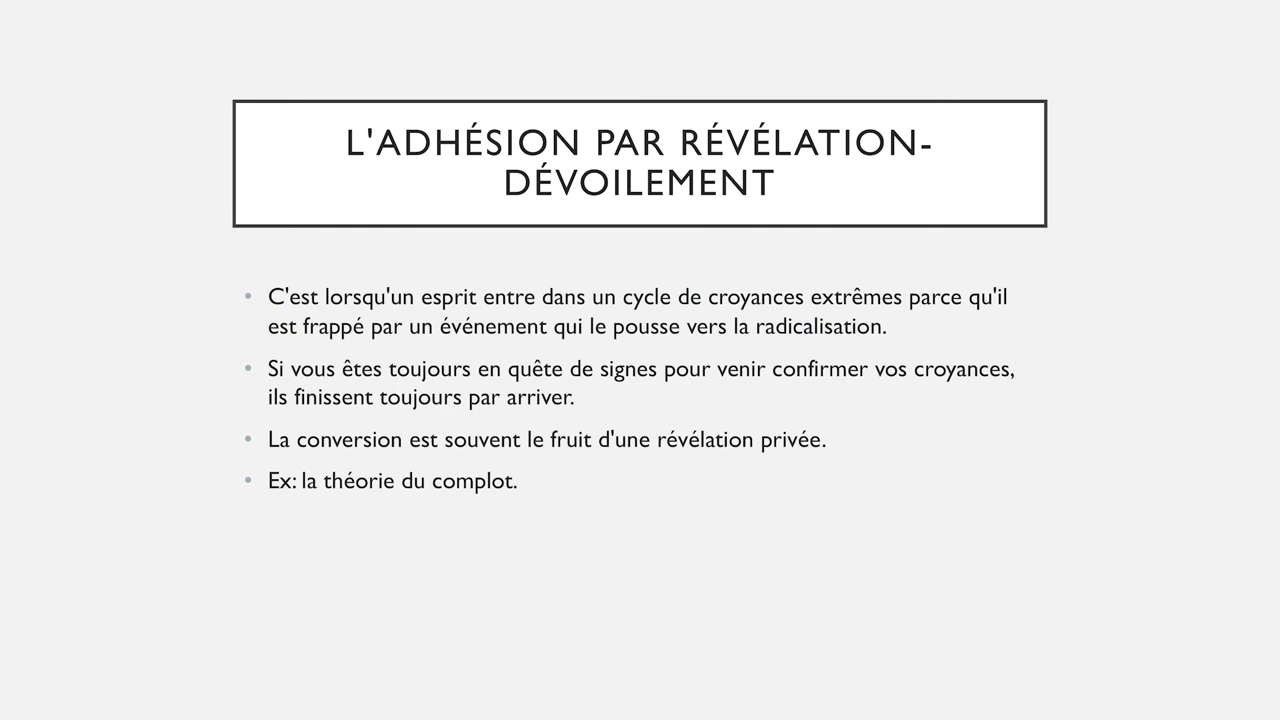 L'ADHÉSION PAR RÉVÉLATION-
DÉVOILEMENT
• C'est lorsqu'un esprit entre dans un cycle de croyances extrêmes parce qu'il
est frappé par un événement qui le pousse vers la radicalisation.
• Si vous êtes toujours en quête de signes pour venir confirmer vos croyances,
ils finissent toujours par arriver.
• La conversion est souvent le fruit d'une révélation privée.
• Ex: la théorie du complot.